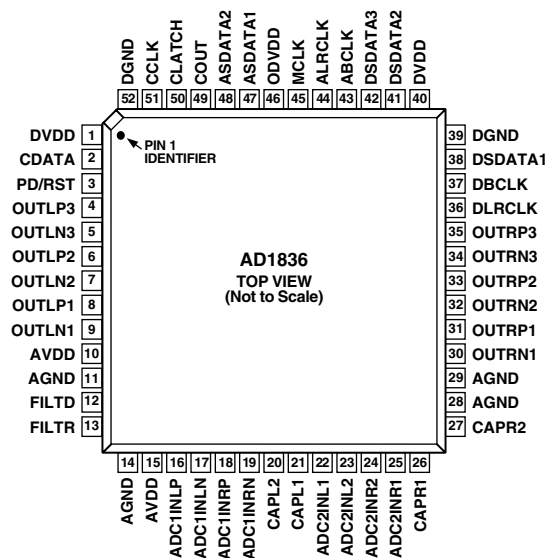 DGND
CCLK
CLATCH
COUT
ASDATA2
ASDATA1
ODVDD
MCLK
ALRCLK
ABCLK
DSDATA3
DSDATA2
DVDD
52 51 50 49 48 47 46 45 44 43 42 41 40
DVDD 1
CDATA 2
PD/RST 3
OUTLP3 4
OUTLN3 5
OUTLP2 6
OUTLN2 7
OUTLP1 8
OUTLN1 9
AVDD 10
AGND 11
FILTD 12
FILTR 13
PIN 1
IDENTIFIER
AD1836
TOP VIEW
(Not to Scale)
39 DGND
38 DSDATA1
37 DBCLK
36 DLRCLK
35 OUTRP3
34 OUTRN3
33 OUTRP2
32 OUTRN2
31 OUTRP1
30 OUTRN1
29 AGND
28 AGND
27 CAPR2
14 15 16 17 18 19 20 21 22 23 24 25 26
AGND
AVDD
ADC1INLP
ADC1INLN
ADC1INRP
ADC1INRN
CAPL2
CAPL1
ADC2INL1
ADC2INL2
ADC2INR2
ADC2INR1
CAPR1